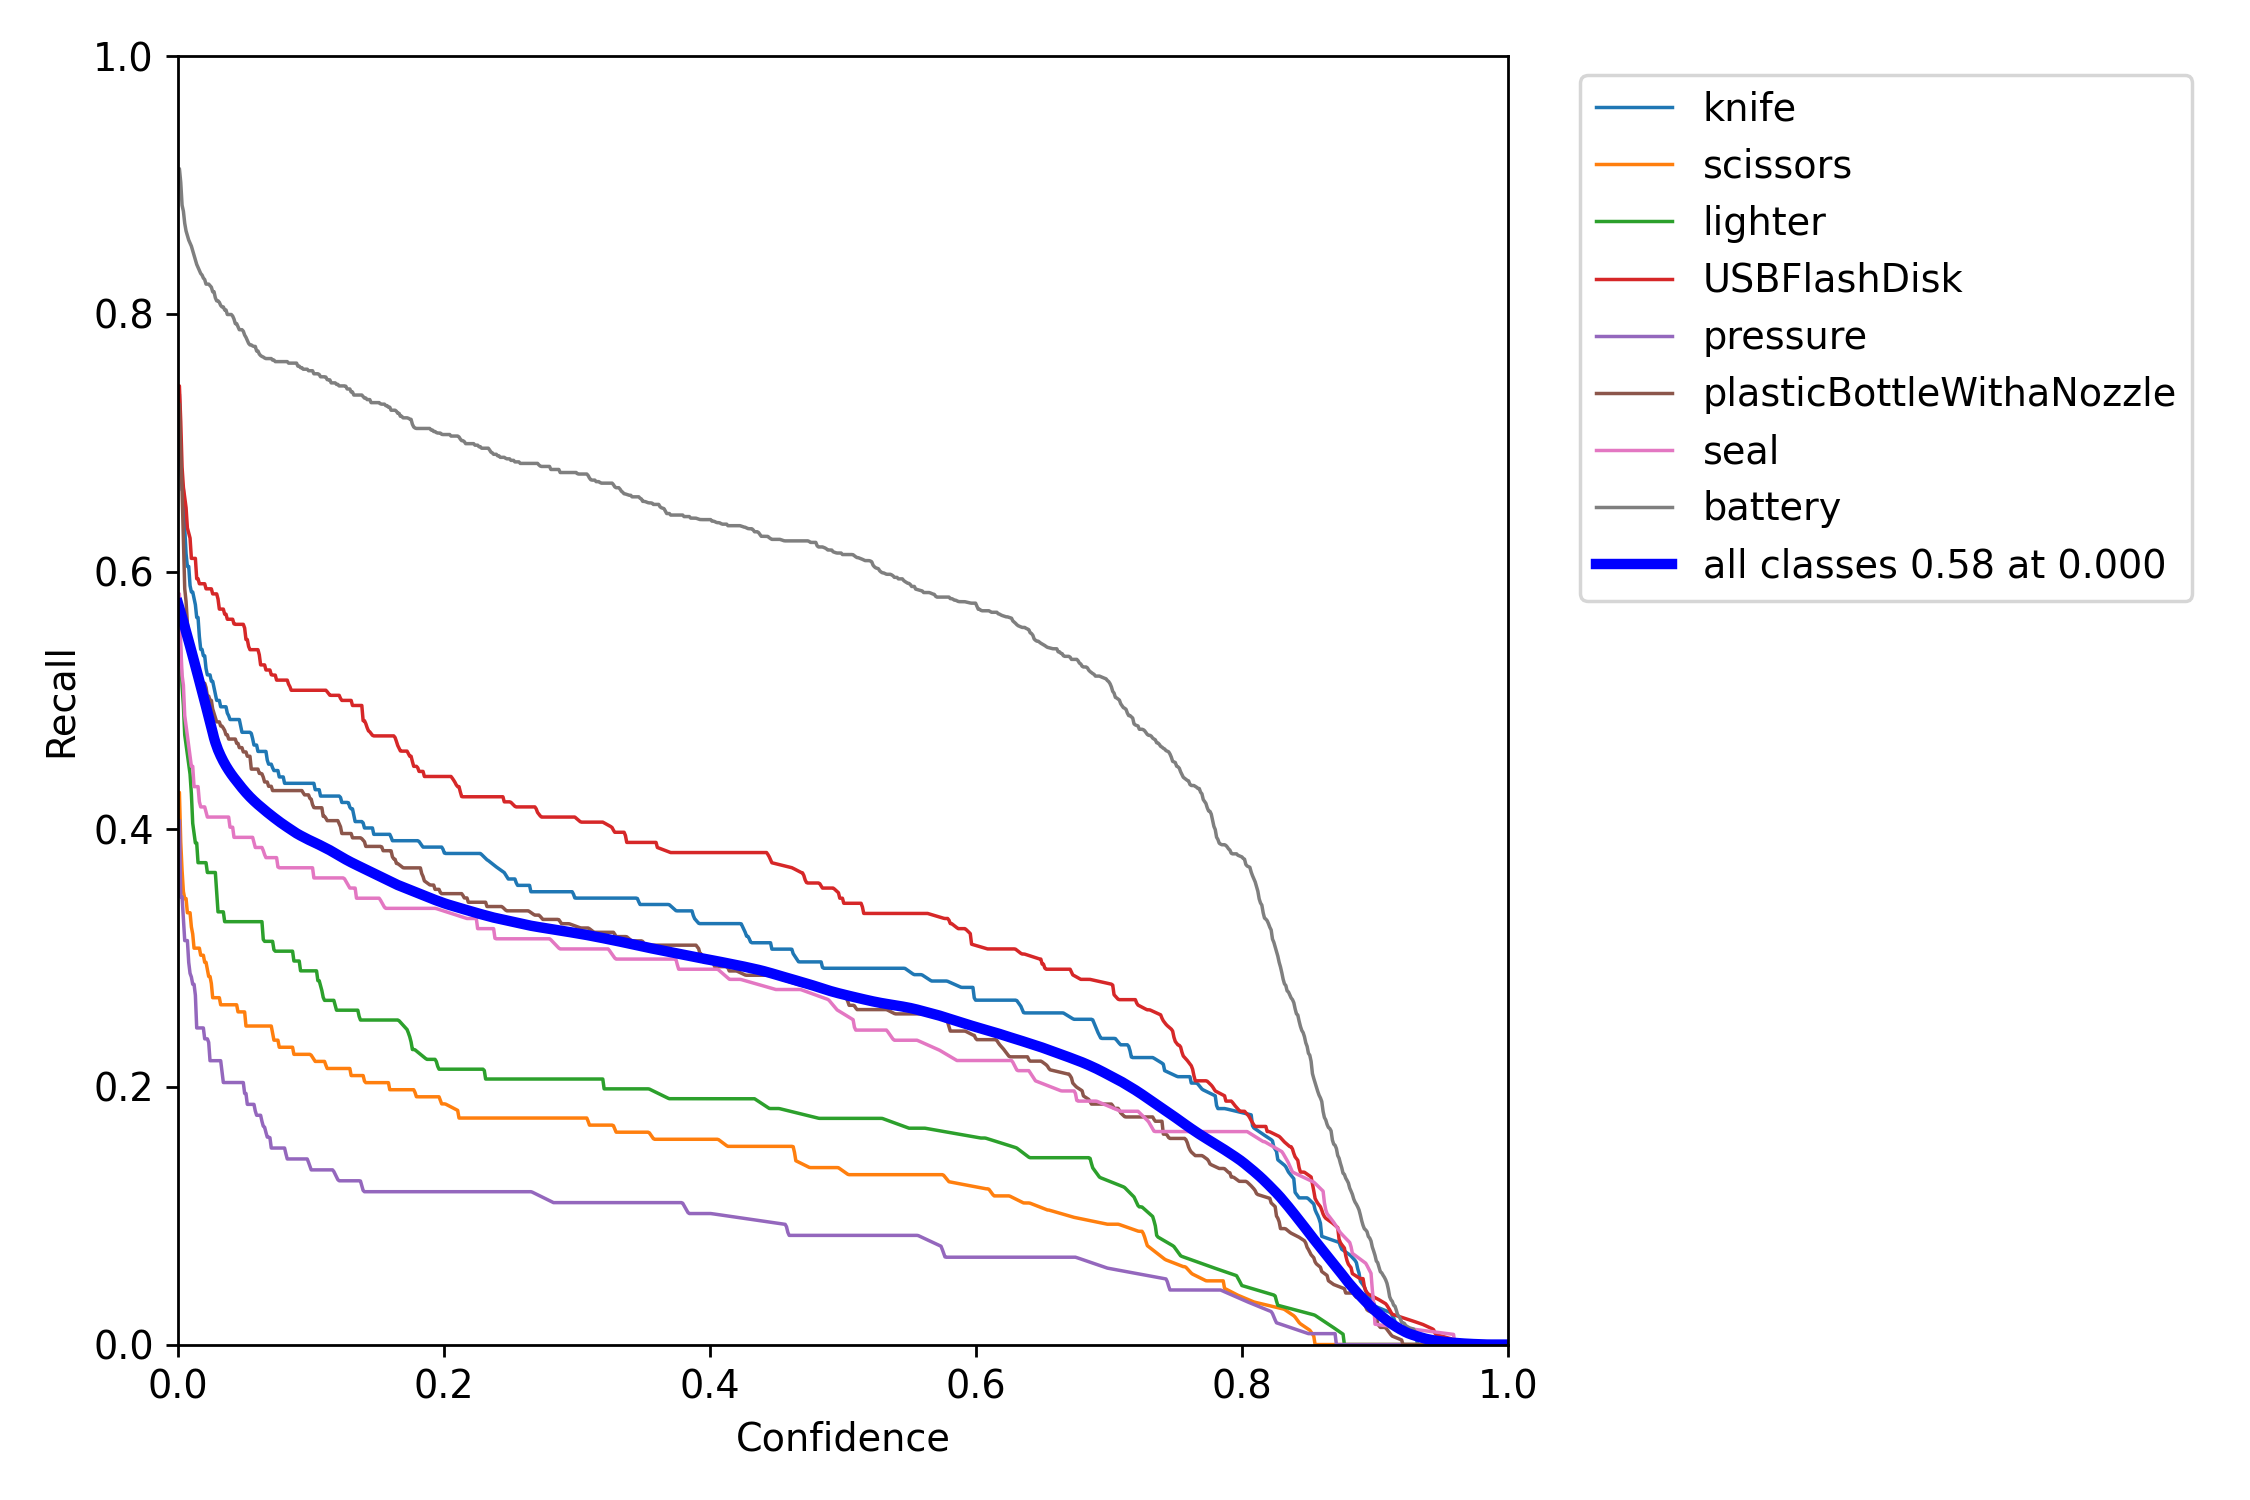 1.0
0.8
0.6
0.4
0.2
0.0
0.0 0.2 0.4 0.6 0.8 1.0
Recall
Confidence
knife
scissors
lighter
USBFlashDisk
pressure
plasticBottleWithaNozzle
seal
battery
all classes 0.58 at 0.000